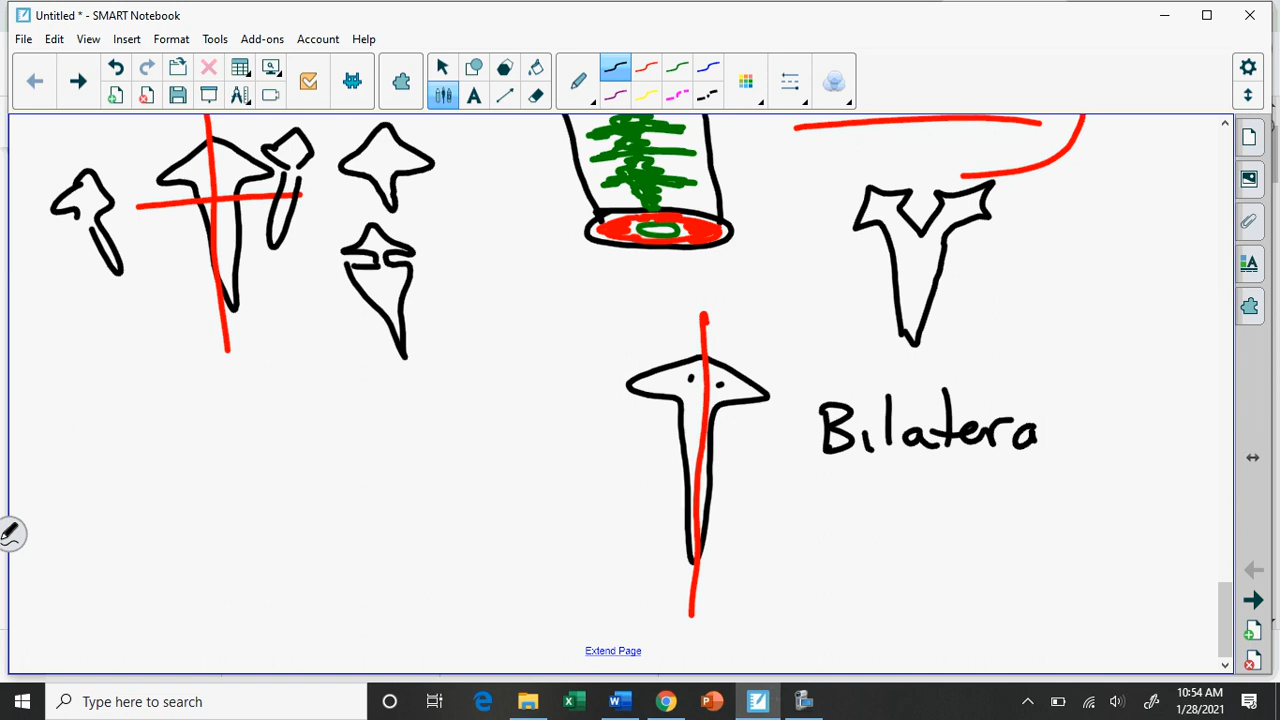 Untitled * - SMART Notebook
File Edit View Insert Format Tools Add-ons Account Help
Bilatera
Extend Page
Type here to search
10:54 AM
1/28/2021